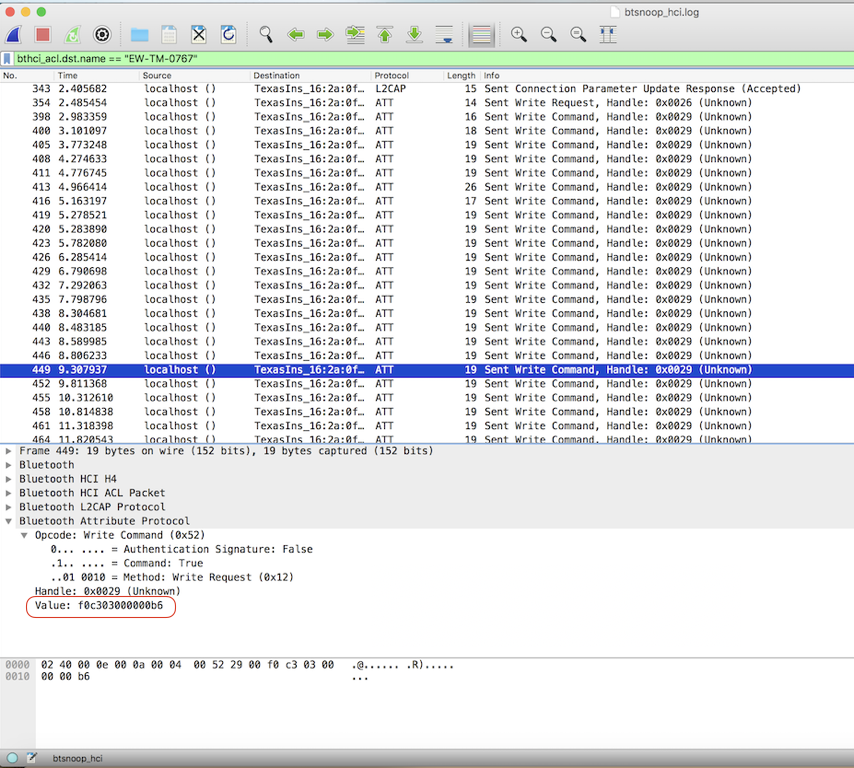 btsnoop_hci.log
bthci_acl.dst.name == "EW-TM-0767"
No. Time Source Destination Protocol Length Info
343 2.405682 localhost () TexasIns_16:2a:0f… L2CAP 15 Sent Connection Parameter Update Response (Accepted)
354 2.485454 localhost () TexasIns_16:2a:0f… ATT 14 Sent Write Request, Handle: 0x0026 (Unknown)
398 2.983359 localhost () TexasIns_16:2a:0f… ATT 16 Sent Write Command, Handle: 0x0029 (Unknown)
400 3.101097 localhost () TexasIns_16:2a:0f… ATT 18 Sent Write Command, Handle: 0x0029 (Unknown)
405 3.773248 localhost () TexasIns_16:2a:0f… ATT 19 Sent Write Command, Handle: 0x0029 (Unknown)
408 4.274633 localhost () TexasIns_16:2a:0f… ATT 19 Sent Write Command, Handle: 0x0029 (Unknown)
411 4.776745 localhost () TexasIns_16:2a:0f… ATT 19 Sent Write Command, Handle: 0x0029 (Unknown)
413 4.966414 localhost () TexasIns_16:2a:0f… ATT 26 Sent Write Command, Handle: 0x0029 (Unknown)
416 5.163197 localhost () TexasIns_16:2a:0f… ATT 17 Sent Write Command, Handle: 0x0029 (Unknown)
419 5.278521 localhost () TexasIns_16:2a:0f… ATT 19 Sent Write Command, Handle: 0x0029 (Unknown)
420 5.283890 localhost () TexasIns_16:2a:0f… ATT 19 Sent Write Command, Handle: 0x0029 (Unknown)
423 5.782080 localhost () TexasIns_16:2a:0f… ATT 19 Sent Write Command, Handle: 0x0029 (Unknown)
426 6.285414 localhost () TexasIns_16:2a:0f… ATT 19 Sent Write Command, Handle: 0x0029 (Unknown)
429 6.790698 localhost () TexasIns_16:2a:0f… ATT 19 Sent Write Command, Handle: 0x0029 (Unknown)
432 7.292063 localhost () TexasIns_16:2a:0f… ATT 19 Sent Write Command, Handle: 0x0029 (Unknown)
435 7.798796 localhost () TexasIns_16:2a:0f… ATT 19 Sent Write Command, Handle: 0x0029 (Unknown)
438 8.304681 localhost () TexasIns_16:2a:0f… ATT 19 Sent Write Command, Handle: 0x0029 (Unknown)
440 8.483185 localhost () TexasIns_16:2a:0f… ATT 19 Sent Write Command, Handle: 0x0029 (Unknown)
443 8.589985 localhost () TexasIns_16:2a:0f… ATT 19 Sent Write Command, Handle: 0x0029 (Unknown)
446 8.806233 localhost () TexasIns_16:2a:0f… ATT 19 Sent Write Command, Handle: 0x0029 (Unknown)
449 9.307937 localhost () TexasIns_16:2a:0f… ATT 19 Sent Write Command, Handle: 0x0029 (Unknown)
452 9.811368 localhost () TexasIns_16:2a:0f… ATT 19 Sent Write Command, Handle: 0x0029 (Unknown)
455 10.312610 localhost () TexasIns_16:2a:0f… ATT 19 Sent Write Command, Handle: 0x0029 (Unknown)
458 10.814838 localhost () TexasIns_16:2a:0f… ATT 19 Sent Write Command, Handle: 0x0029 (Unknown)
461 11.318398 localhost () TexasIns_16:2a:0f… ATT 19 Sent Write Command, Handle: 0x0029 (Unknown)
464 11.820543 localhost () TexasIns_16:2a:0f… ATT 19 Sent Write Command, Handle: 0x0029 (Unknown)
Frame 449: 19 bytes on wire (152 bits), 19 bytes captured (152 bits)
Bluetooth
Bluetooth HCI H4
Bluetooth HCI ACL Packet
Bluetooth L2CAP Protocol
Bluetooth Attribute Protocol
Opcode: Write Command (0x52)
0... .... = Authentication Signature: False
.1.. .... = Command: True
..01 0010 = Method: Write Request (0x12)
Handle: 0x0029 (Unknown)
Value: f0c303000000b6
0000 02 40 00 0e 00 0a 00 04 00 52 29 00 f0 c3 03 00 .@...... .R).....
0010 00 00 b6 ...
btsnoop_hci